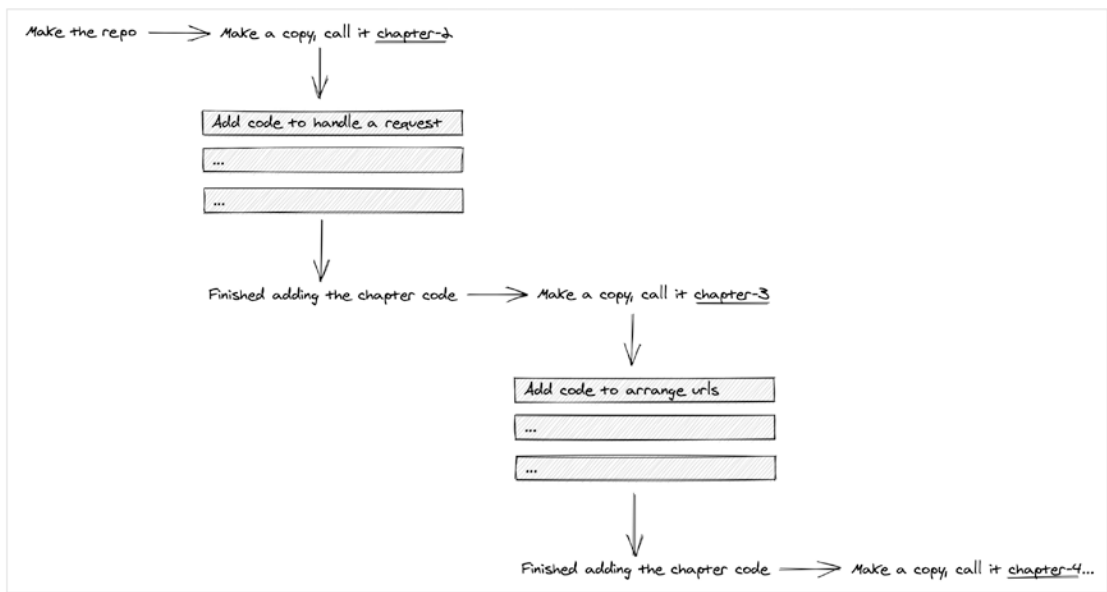 Make the repo
Make a copy, call it chapter-2
Add code to handle a request
...
...
Finished adding the chapter code
Make a copy, call it chapter-3
Add code to arrange urls
...
...
Finished adding the chapter code
Make a copy, call it chapter-4...